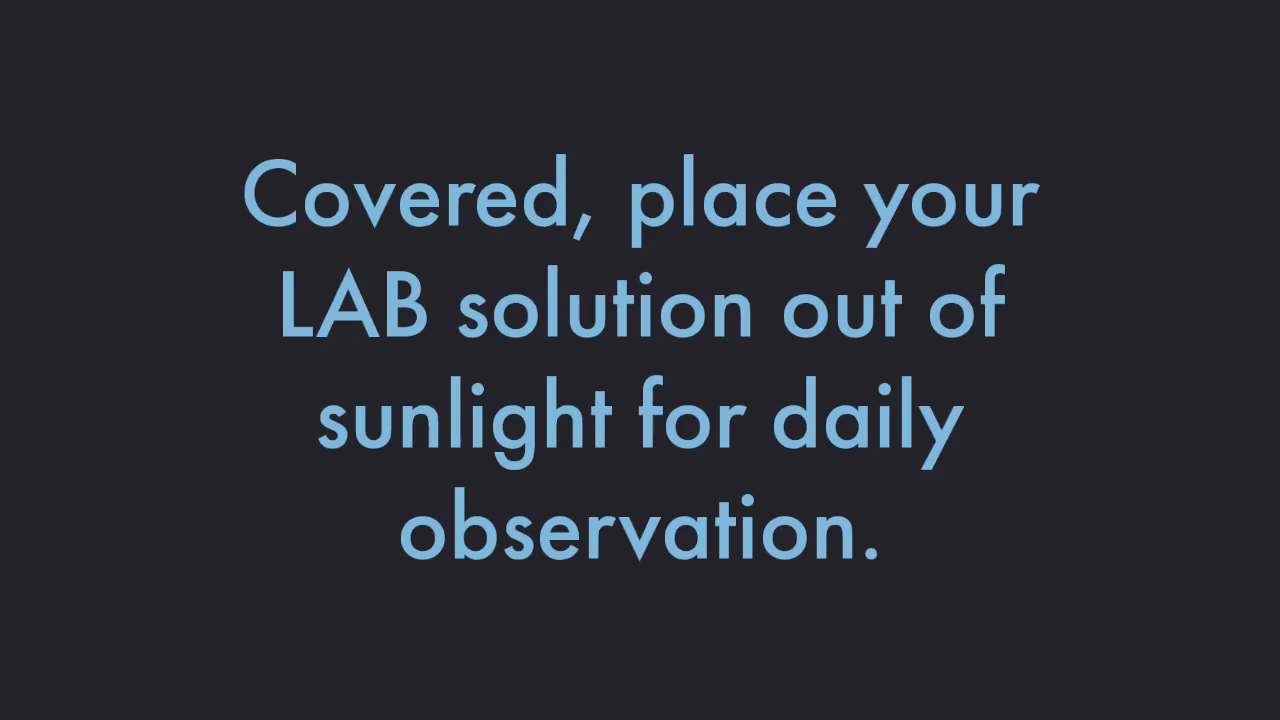 Covered, place your
LAB solution out of
sunlight for daily
observation.